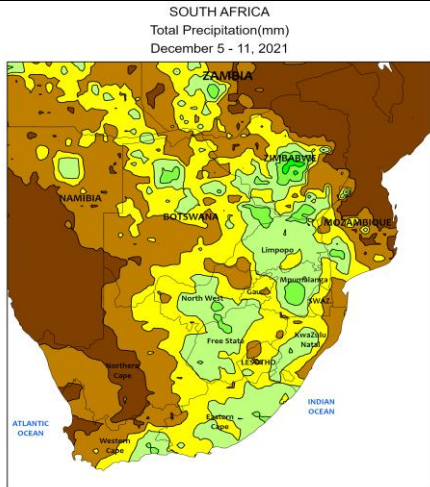 SOUTH AFRICA
Total Precipitation(mm)
December 5 - 11, 2021
ZAMBIA
ZIMBABWE
NAMIBIA
BOTSWANA
MOZAMBIQUE
Limpopo
Mpumalanga
North West
Gau
SWAZ.
Free State
KwaZulu
Natal
LESOTHO
Northern
Cape
INDIAN
OCEAN
ATLANTIC
OCEAN
Eastern
Cape
Western
Cape